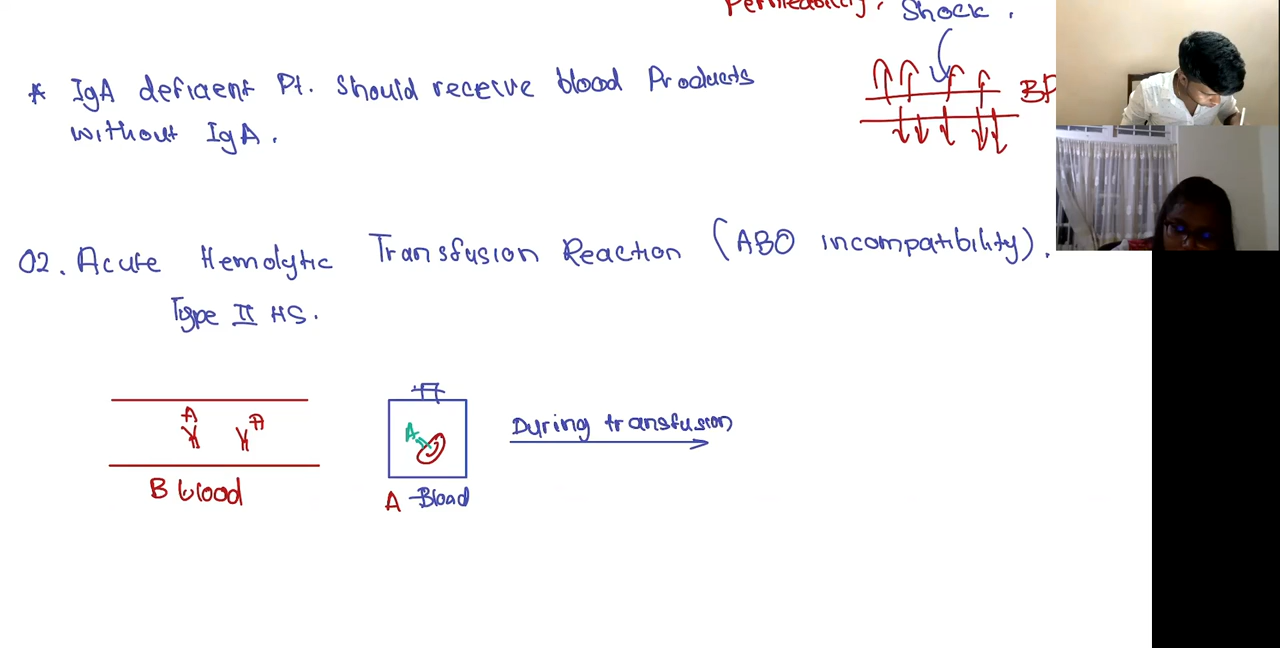 Permeability. Shock.
BP
* IgA deficient Pt. should receive blood Products
without IgA.
02. Acute Hemolytic Transfusion Reaction (ABO incompatibility).
Type II HS.
A A
A
During transfusion
B blood
A Blood